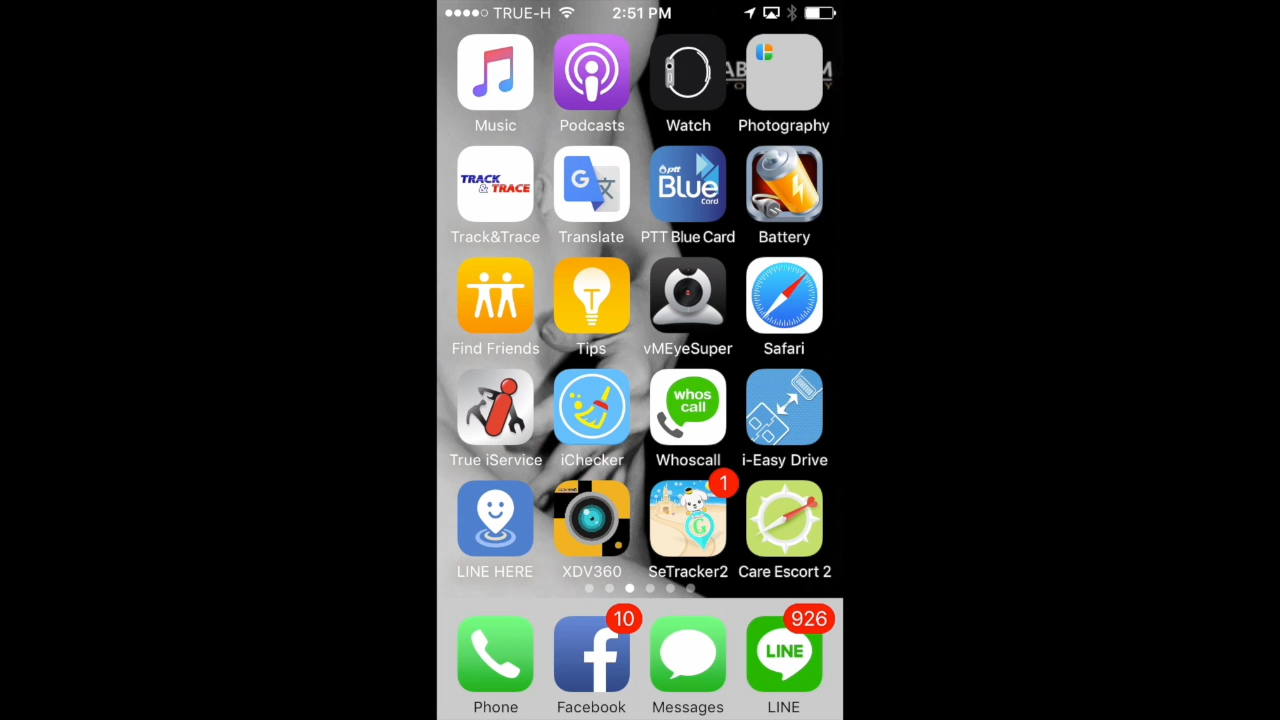 TRUE-H 2:51 PM
Music Podcasts Watch Photography
TRACK
& TRACE
G 文
ptt
Blue
Card
Track&Trace Translate PTT Blue Card Battery
T
Find Friends Tips vMEyeSuper Safari
whos
call
True iService iChecker Whoscall i-Easy Drive
1
G
LINE HERE XDV360 SeTracker2 Care Escort 2
10 926
LINE
Phone Facebook Messages LINE